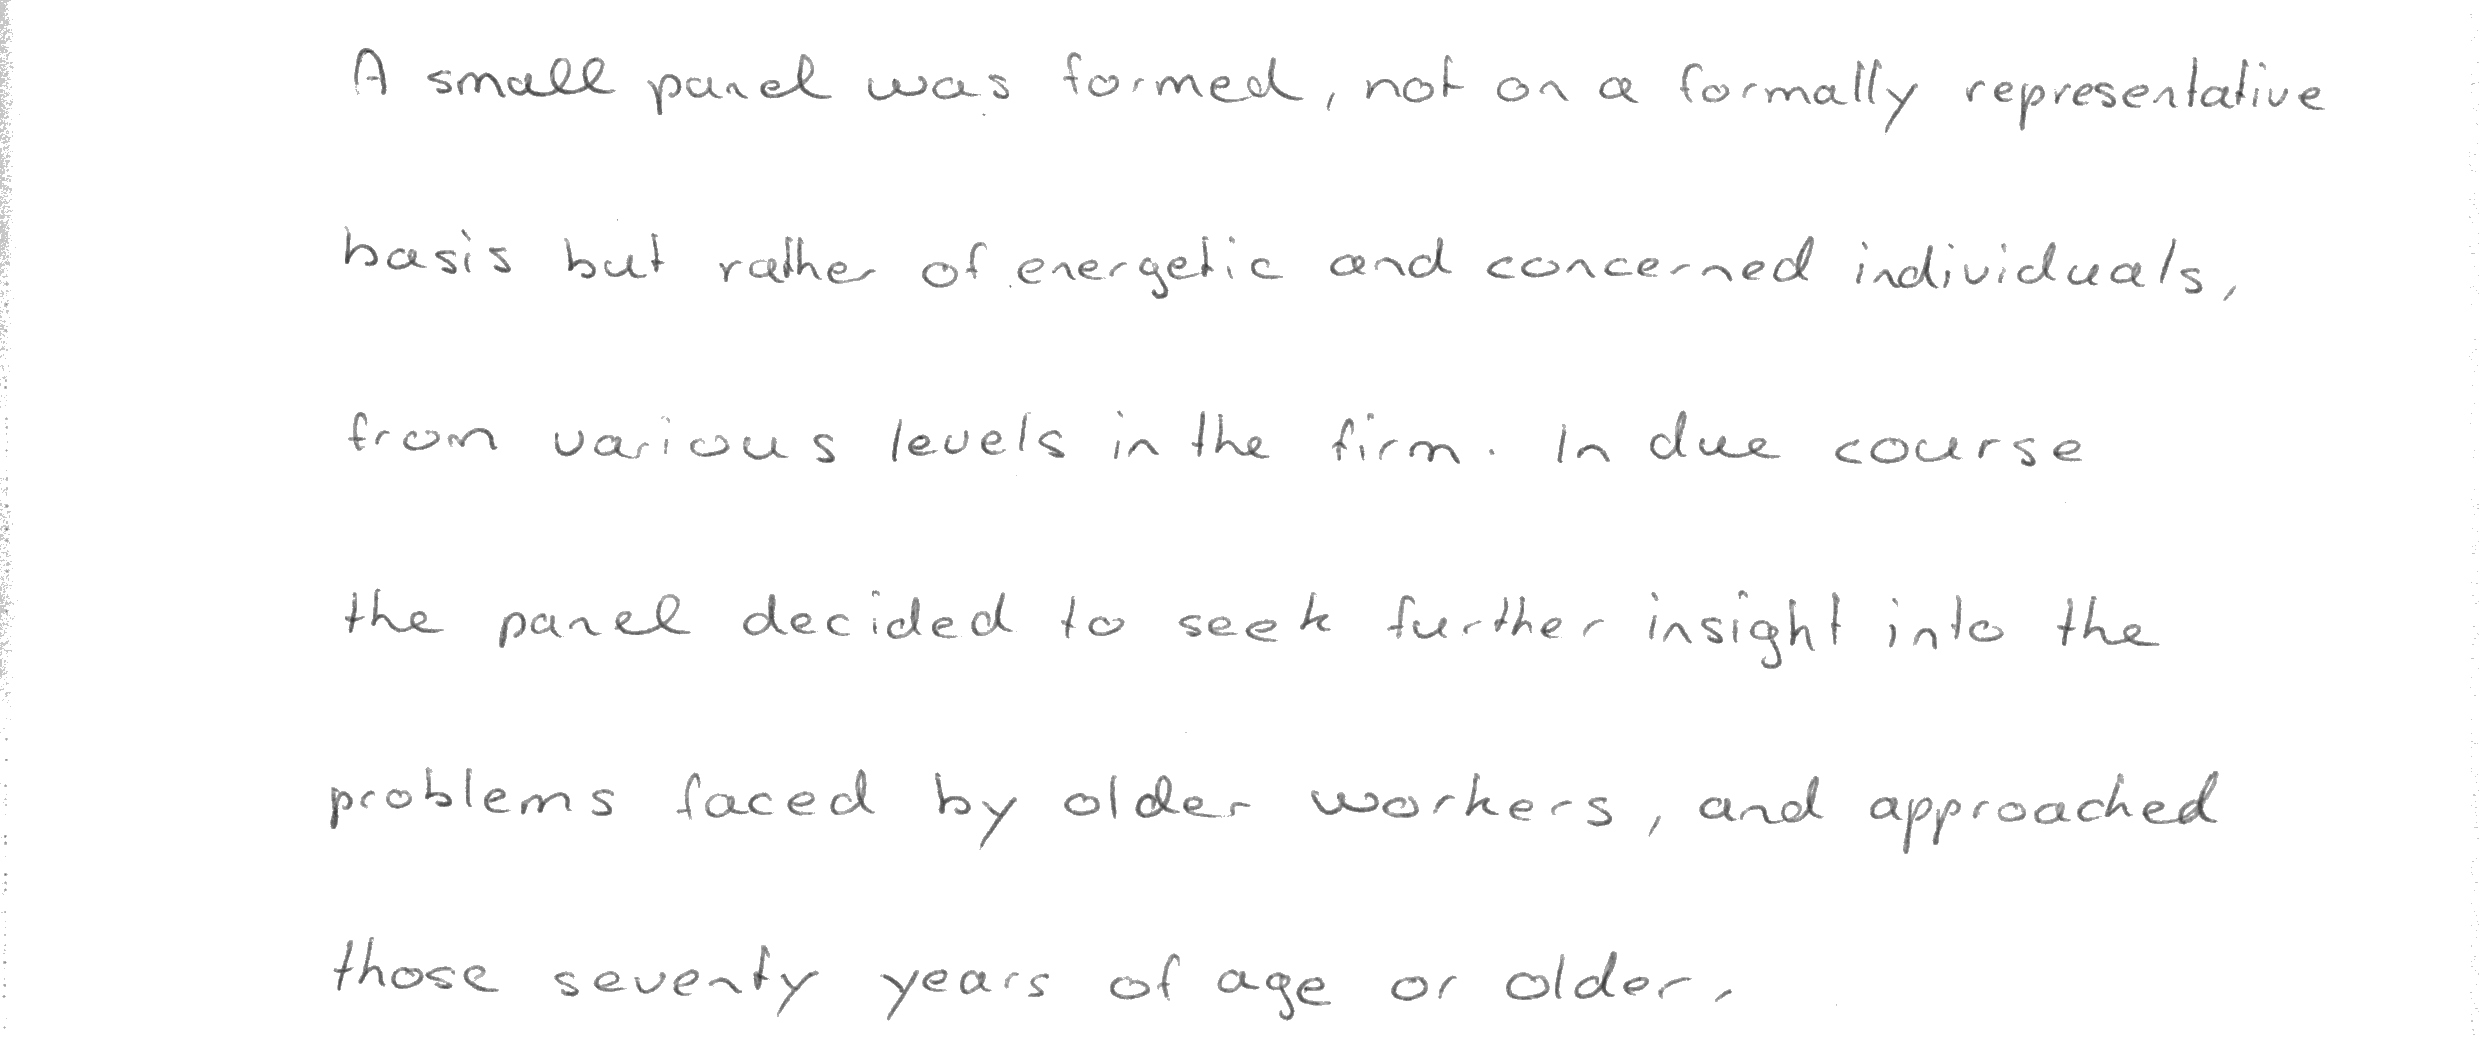 A small panel was formed, not on a formally representative
basis but rather of energetic and concerned individuals,
from various levels in the firm. In due course
the panel decided to seek further insight into the
problems faced by older workers, and approached
those seventy years of age or older.